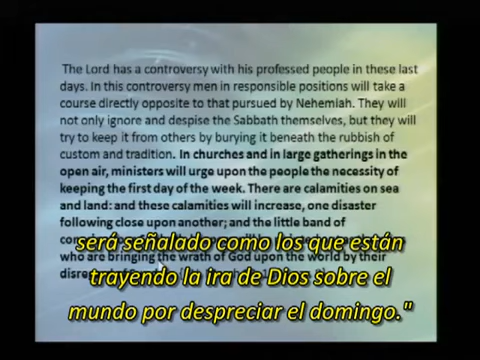 The Lord has a controversy with his professed people in these last
days. In this controversy men in responsible positions will take a
course directly opposite to that pursued by Nehemiah. They will
not only ignore and despise the Sabbath themselves, but they will
try to keep it from others by burying it beneath the rubbish of
custom and tradition. In churches and in large gatherings in the
open air, ministers will urge upon the people the necessity of
keeping the first day of the week. There are calamities on sea
and land: and these calamities will increase, one disaster
following close upon another; and the little band of
será señalado como los que están
who are bringing the wrath of God upon the world by their
trayendo la ira de Dios sobre el
mundo por despreciar el domingo."